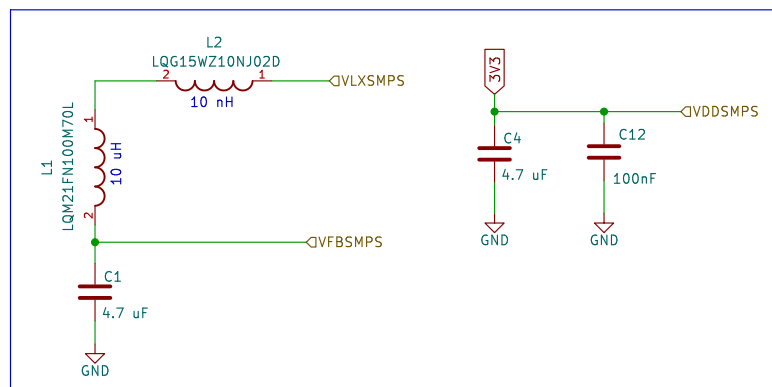 L2
LQG15WZ10NJ02D
2
1
10 nH
VLXSMPS
1
L1
LQM21FN100M70L
10 uH
2
VFBSMPS
C1
4.7 uF
GND
3V3
VDDSMPS
C4
4.7 uF
GND
C12
100nF
GND